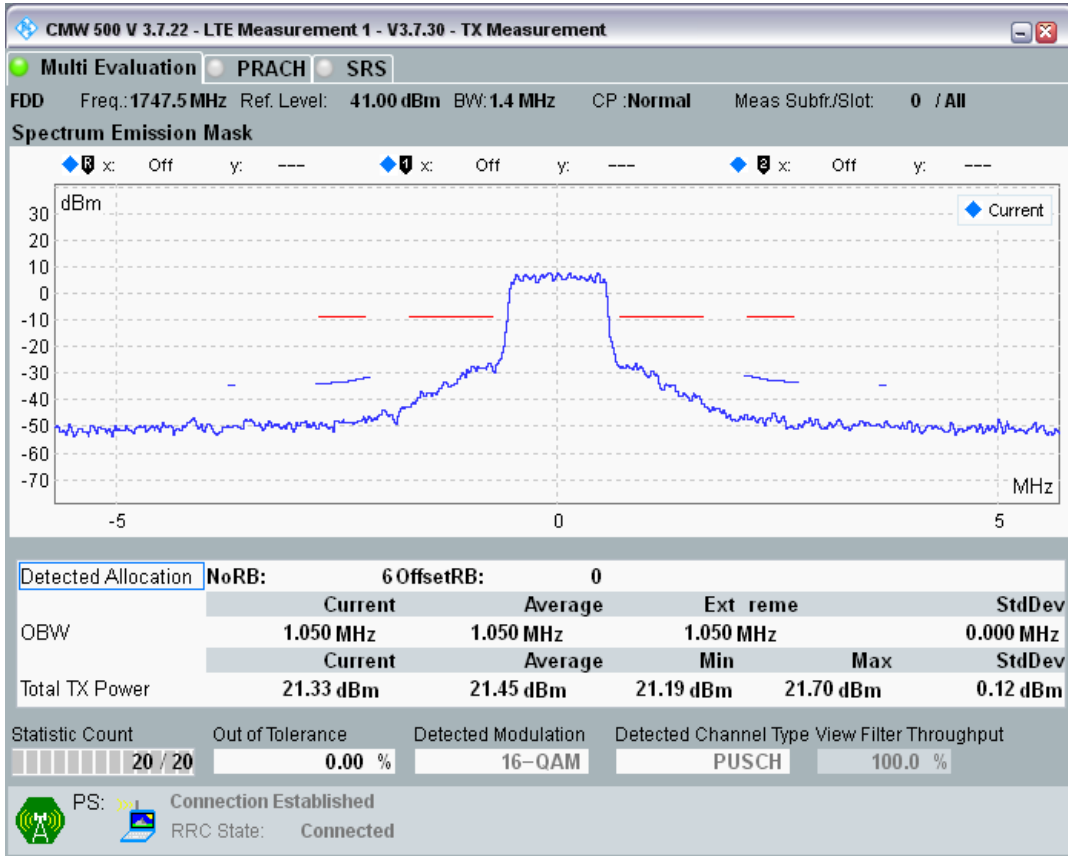 CMW 500 V 3.7.22 - LTE Measurement 1 - V3.7.30 - TX Measurement
Multi Evaluation PRACH SRS
FDD Freq.: 1747.5 MHz Ref. Level: 41.00 dBm BW: 1.4 MHz CP : Normal Meas Subfr./Slot: 0 / All
Spectrum Emission Mask
R x: Off y: --- 1 x: Off y: --- 2 x: Off y: ---
dBm
Current
30
20
10
0
-10
-20
-30
-40
-50
-60
-70
MHz
-5 0 5
Detected Allocation NoRB: 6 OffsetRB: 0
Current Average Ext reme StdDev
OBW 1.050 MHz 1.050 MHz 1.050 MHz 0.000 MHz
Current Average Min Max StdDev
Total TX Power 21.33 dBm 21.45 dBm 21.19 dBm 21.70 dBm 0.12 dBm
Statistic Count Out of Tolerance Detected Modulation Detected Channel Type View Filter Throughput
20 / 20 0.00 % 16-QAM PUSCH 100.0 %
PS: Connection Established
RRC State: Connected